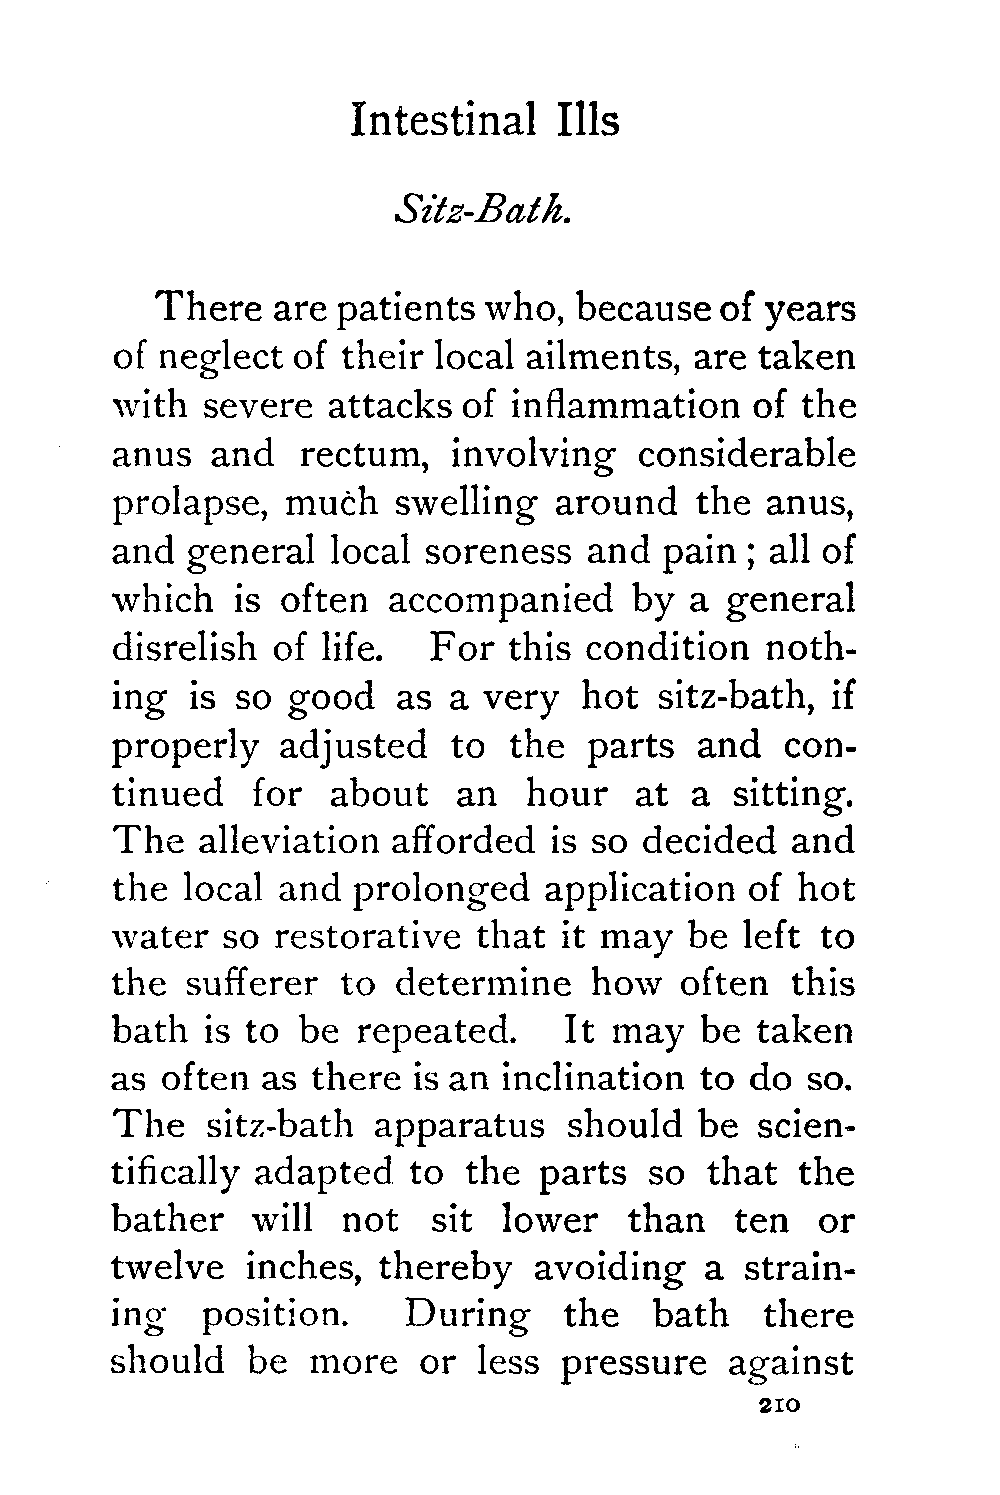 Intestinal Ills
Sitz-Bath.
There are patients who, because of years
of neglect of their local ailments, are taken
with severe attacks of inflammation of the
anus and rectum, involving considerable
prolapse, much swelling around the anus,
and general local soreness and pain ; all of
which is often accompanied by a general
disrelish of life. For this condition noth-
ing is so good as a very hot sitz-bath, if
properly adjusted to the parts and con-
tinued for about an hour at a sitting.
The alleviation afforded is so decided and
the local and prolonged application of hot
water so restorative that it may be left to
the sufferer to determine how often this
bath is to be repeated. It may be taken
as often as there is an inclination to do so.
The sitz-bath apparatus should be scien-
tifically adapted to the parts so that the
bather will not sit lower than ten or
twelve inches, thereby avoiding a strain-
ing position. During the bath there
should be more or less pressure against
210